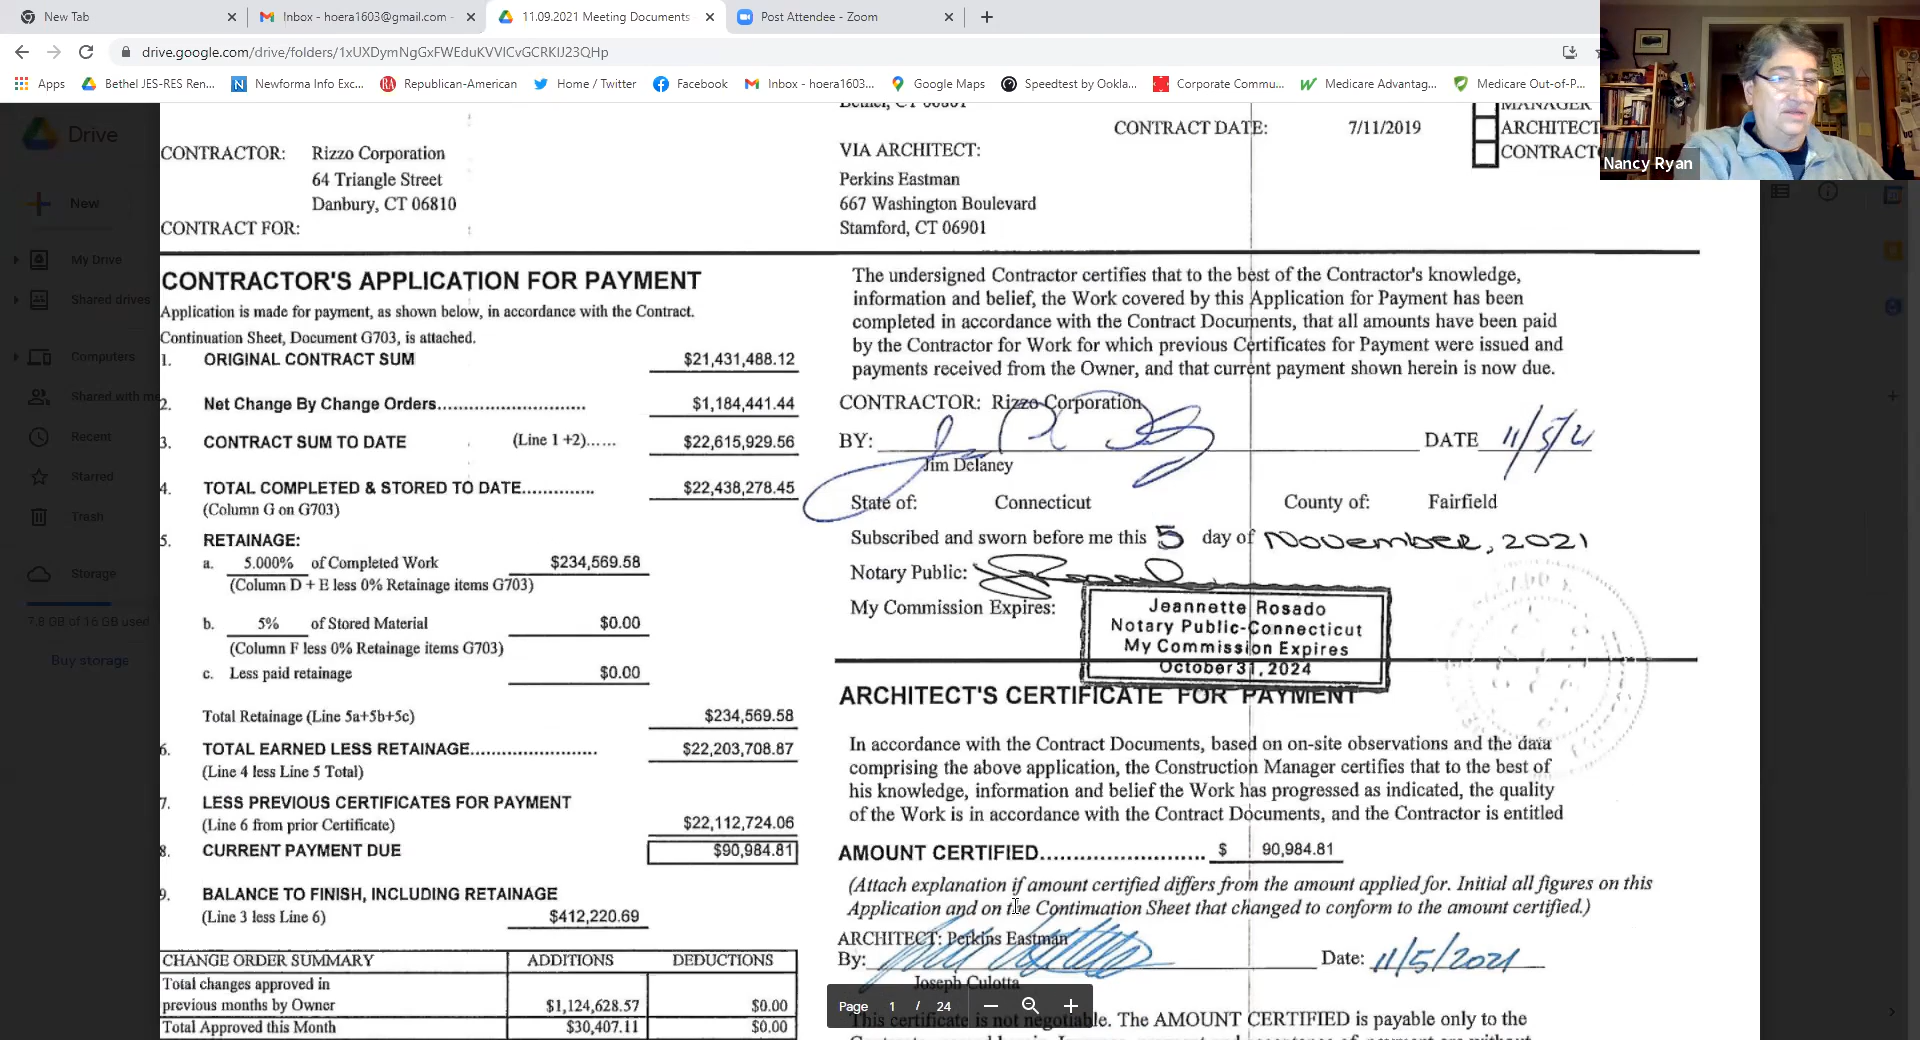 New Tab
Inbox - hoera1603@gmail.com -
11.09.2021 Meeting Documents
Post Attendee - Zoom
drive.google.com/drive/folders/1xUXDymNgGxFWEduKVVlCvGCRKlJ23QHp
Apps
Bethel JES-RES Ren...
Newforma Info Exc...
Republican-American
Home / Twitter
Facebook
Inbox - hoera1603...
Google Maps
Speedtest by Ookla...
Corporate Commu...
Medicare Advantag...
Medicare Out-of-P...
Nancy Ryan
Drive
New
My Drive
Shared drives
Computers
Shared with m
Recent
Starred
Trash
Storage
7.8 GB of 16 GB used
Buy storage
Bethel, CT 06801
CONTRACT DATE: 7/11/2019
MANAGER
ARCHITECT
CONTRACTO
CONTRACTOR: Rizzo Corporation
64 Triangle Street
Danbury, CT 06810
CONTRACT FOR:
VIA ARCHITECT:
Perkins Eastman
667 Washington Boulevard
Stamford, CT 06901
CONTRACTOR'S APPLICATION FOR PAYMENT
Application is made for payment, as shown below, in accordance with the Contract.
Continuation Sheet, Document G703, is attached.
1. ORIGINAL CONTRACT SUM $21,431,488.12
2. Net Change By Change Orders.......................... $1,184,441.44
3. CONTRACT SUM TO DATE (Line 1 +2)...... $22,615,929.56
4. TOTAL COMPLETED & STORED TO DATE............. $22,438,278.45
(Column G on G703)
5. RETAINAGE:
a. 5.000% of Completed Work $234,569.58
(Column D + E less 0% Retainage items G703)
b. 5% of Stored Material $0.00
(Column F less 0% Retainage items G703)
c. Less paid retainage $0.00
Total Retainage (Line 5a+5b+5c) $234,569.58
6. TOTAL EARNED LESS RETAINAGE....................... $22,203,708.87
(Line 4 less Line 5 Total)
7. LESS PREVIOUS CERTIFICATES FOR PAYMENT
(Line 6 from prior Certificate) $22,112,724.06
8. CURRENT PAYMENT DUE $90,984.81
9. BALANCE TO FINISH, INCLUDING RETAINAGE
(Line 3 less Line 6) $412,220.69
CHANGE ORDER SUMMARY ADDITIONS DEDUCTIONS
Total changes approved in
previous months by Owner $1,124,628.57 $0.00
Total Approved this Month $30,407.11 $0.00
The undersigned Contractor certifies that to the best of the Contractor's knowledge,
information and belief, the Work covered by this Application for Payment has been
completed in accordance with the Contract Documents, that all amounts have been paid
by the Contractor for Work for which previous Certificates for Payment were issued and
payments received from the Owner, and that current payment shown herein is now due.
CONTRACTOR: Rizzo Corporation
BY: DATE 11/5/21
Jim Delaney
State of: Connecticut County of: Fairfield
Subscribed and sworn before me this 5 day of November, 2021
Notary Public:
My Commission Expires:
Jeannette Rosado
Notary Public-Connecticut
My Commission Expires
October 31, 2024
ARCHITECT'S CERTIFICATE FOR PAYMENT
In accordance with the Contract Documents, based on on-site observations and the data
comprising the above application, the Construction Manager certifies that to the best of
his knowledge, information and belief the Work has progressed as indicated, the quality
of the Work is in accordance with the Contract Documents, and the Contractor is entitled
AMOUNT CERTIFIED.......................... $ 90,984.81
(Attach explanation if amount certified differs from the amount applied for. Initial all figures on this
Application and on the Continuation Sheet that changed to conform to the amount certified.)
ARCHITECT: Perkins Eastman
By: Date: 11/5/2021
Joseph Culotta
Page 1 / 24
This certificate is not negotiable. The AMOUNT CERTIFIED is payable only to the